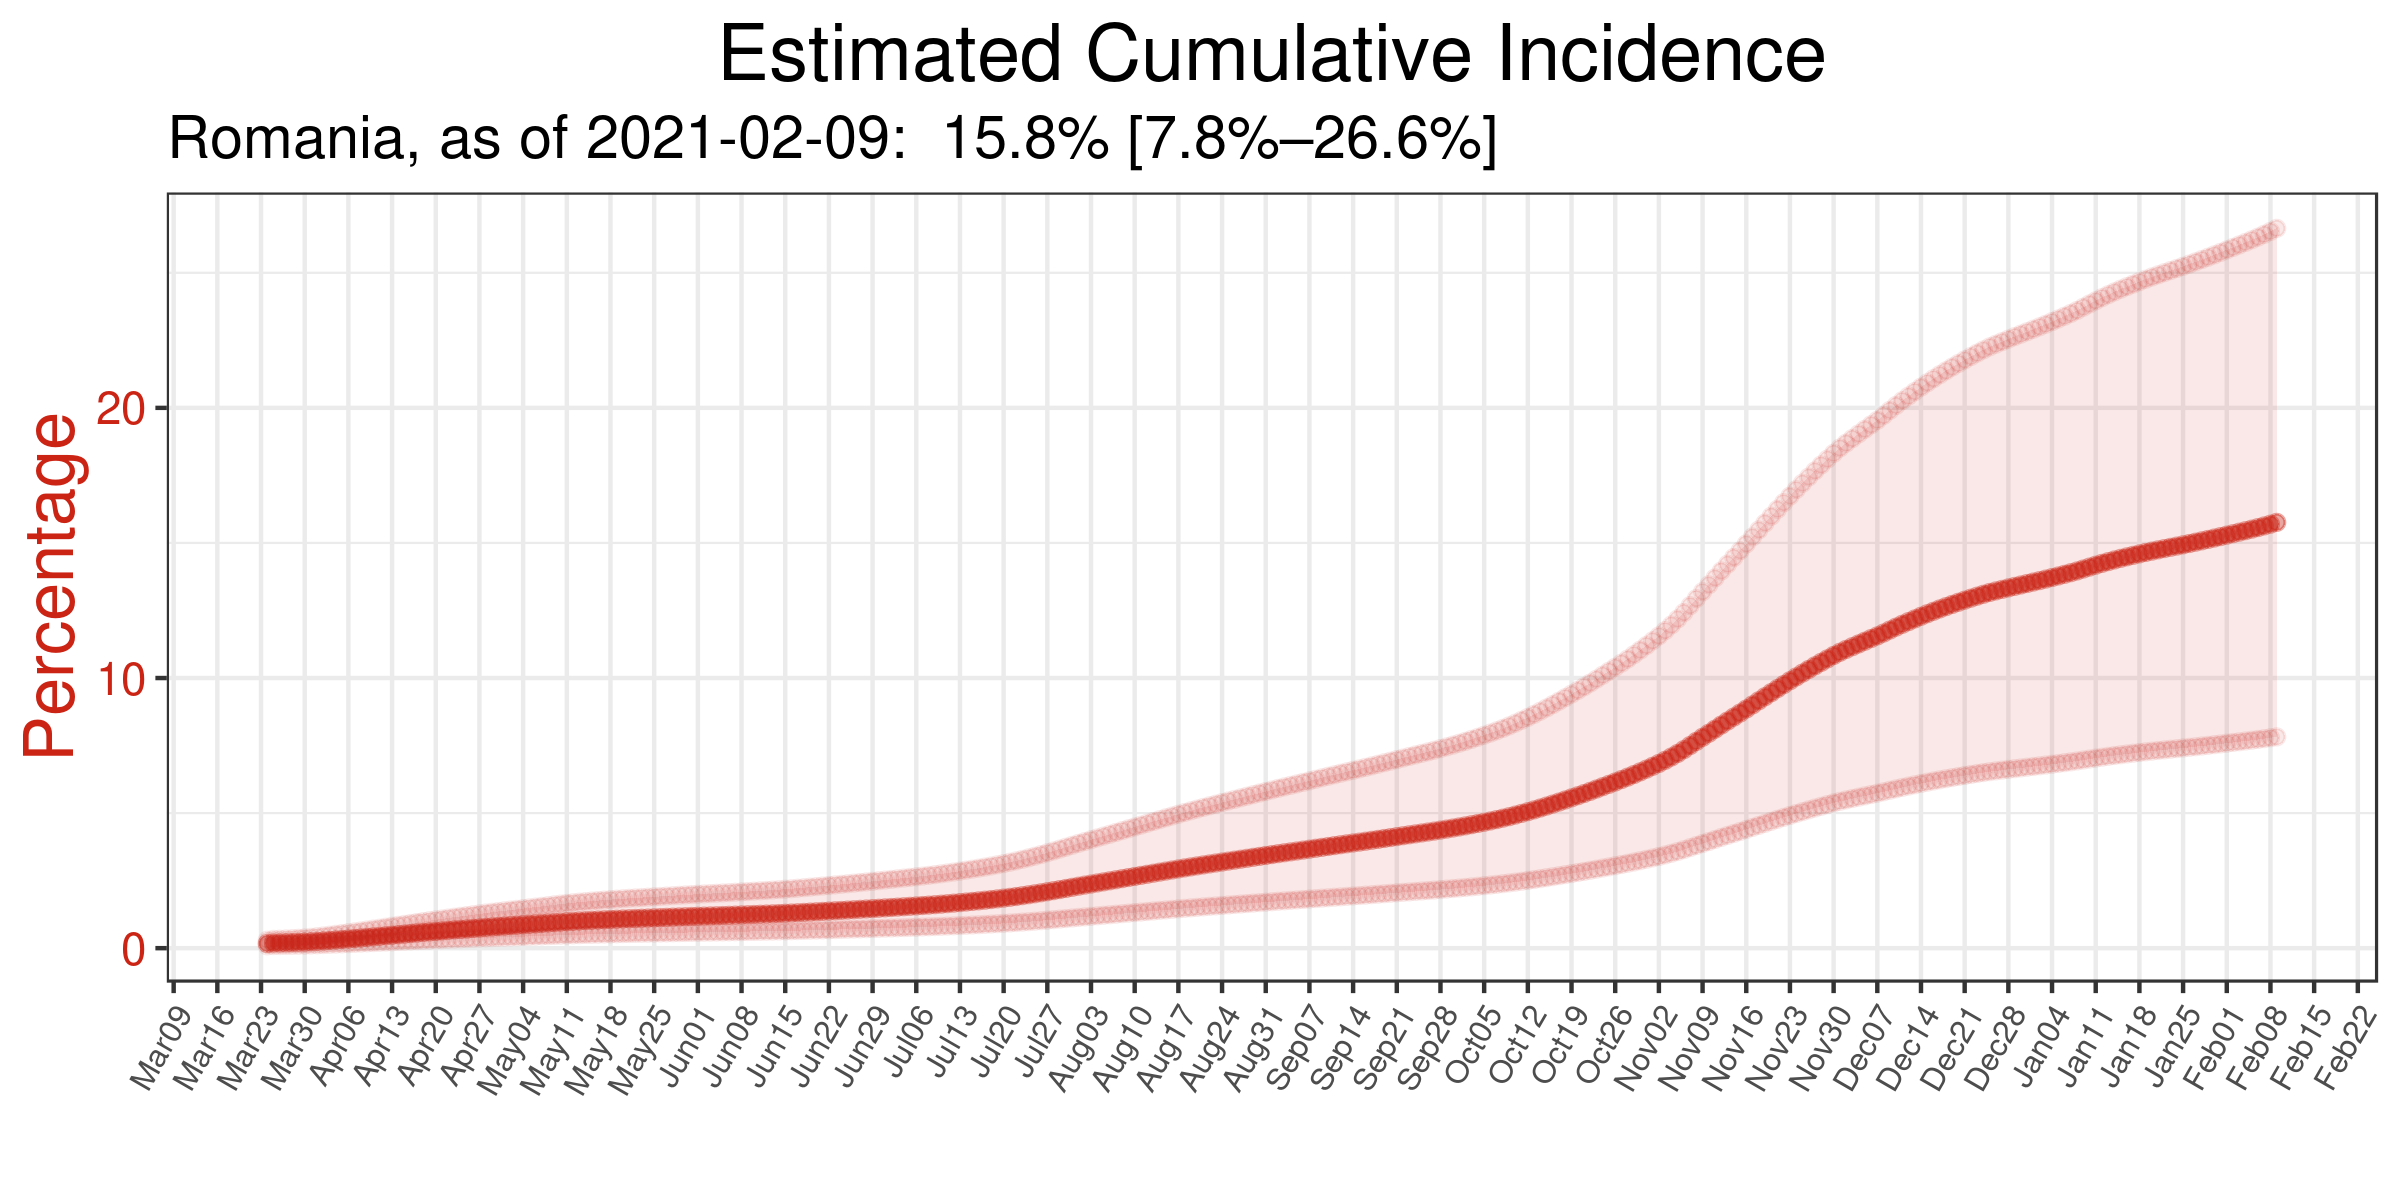 Estimated Cumulative Incidence
Romania, as of 2021-02-09:  15.8% [7.8%–26.6%]
Percentage
20
10
0
Mar09
Mar16
Mar23
Mar30
Apr06
Apr13
Apr20
Apr27
May04
May11
May18
May25
Jun01
Jun08
Jun15
Jun22
Jun29
Jul06
Jul13
Jul20
Jul27
Aug03
Aug10
Aug17
Aug24
Aug31
Sep07
Sep14
Sep21
Sep28
Oct05
Oct12
Oct19
Oct26
Nov02
Nov09
Nov16
Nov23
Nov30
Dec07
Dec14
Dec21
Dec28
Jan04
Jan11
Jan18
Jan25
Feb01
Feb08
Feb15
Feb22